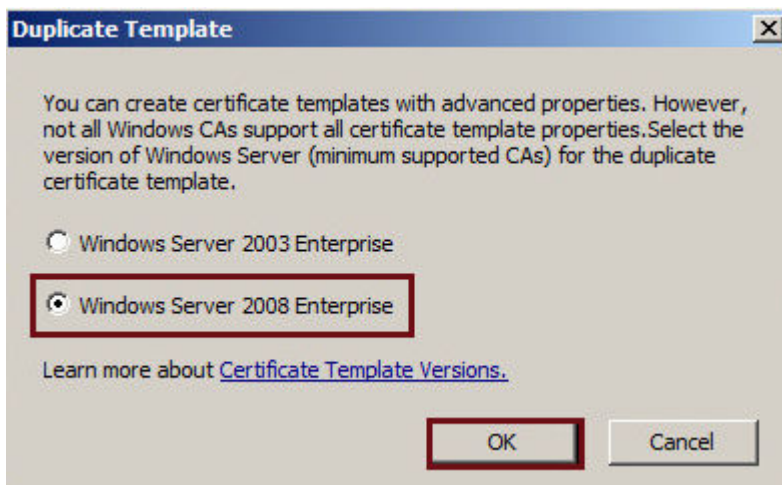 Duplicate Template
You can create certificate templates with advanced properties. However,
not all Windows CAs support all certificate template properties.Select the
version of Windows Server (minimum supported CAs) for the duplicate
certificate template.
Windows Server 2003 Enterprise
Windows Server 2008 Enterprise
Learn more about Certificate Template Versions.
OK Cancel